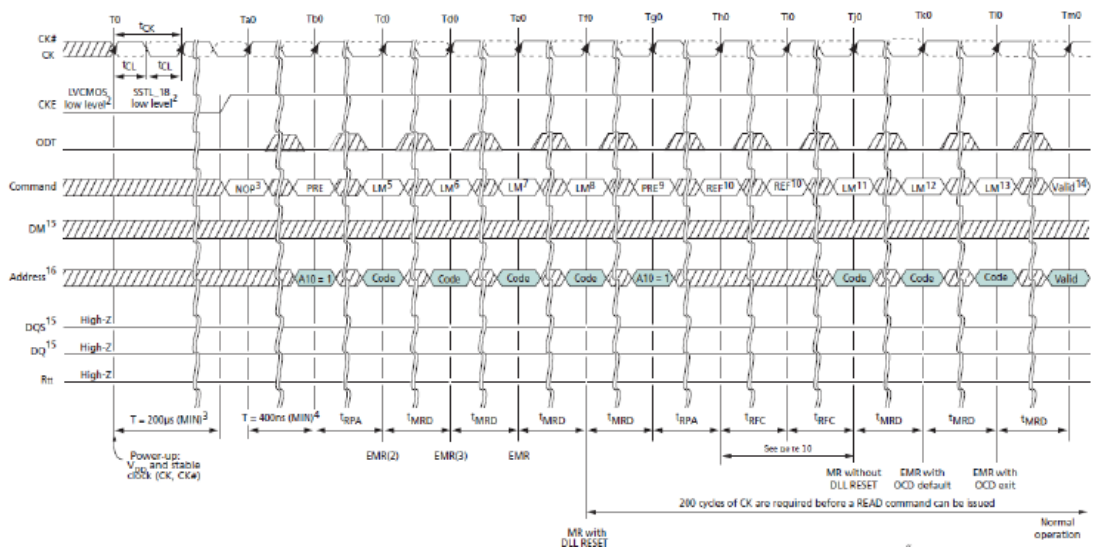 T0 Ta0 Tb0 Tc0 Td0 Te0 Tf0 Tg0 Th0 Ti0 Tj0 Tk0 Tl0 Tm0
tCK
CK#
CK
tCL tCL
LVCMOS low level2
SSTL_18 low level2
CKE
ODT
Command NOP3 PRE LM5 LM6 LM7 LM8 PRE9 REF10 REF10 LM11 LM12 LM13 Valid14
DM15
Address16 A10 = 1 Code Code Code Code A10 = 1 Code Code Code Valid
DQS15 High-Z
DQ15 High-Z
Rtt High-Z
T = 200µs (MIN)3 T = 400ns (MIN)4 tRPA tMRD tMRD tMRD tMRD tRPA tRFC tRFC tMRD tMRD tMRD
Power-up:
VDD and stable
clock (CK, CK#)
EMR(2) EMR(3) EMR
See note 10
MR without
DLL RESET
EMR with
OCD default
EMR with
OCD exit
200 cycles of CK are required before a READ command can be issued
MR with
DLL RESET
Normal
operation